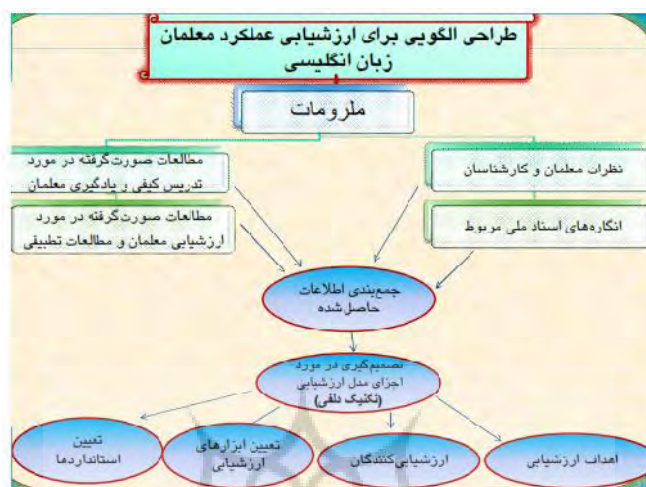 طراحی الگویی برای ارزشیابی عملکرد معلمان
زبان انگلیسی
ملزومات
نظرات معلمان و کارشناسان
انگاره‌های اسناد ملی مربوط
مطالعات صورت‌گرفته در مورد
تدریس کیفی و یادگیری معلمان
مطالعات صورت‌گرفته در مورد
ارزشیابی معلمان و مطالعات تطبیقی
جمع‌بندی اطلاعات
حاصل‌شده
تصمیم‌گیری در مورد
اجزای مدل ارزشیابی
(تکنیک دلفی)
اهداف ارزشیابی
ارزشیابی‌کنندگان
تعیین ابزارهای
ارزشیابی
تعیین
استانداردها